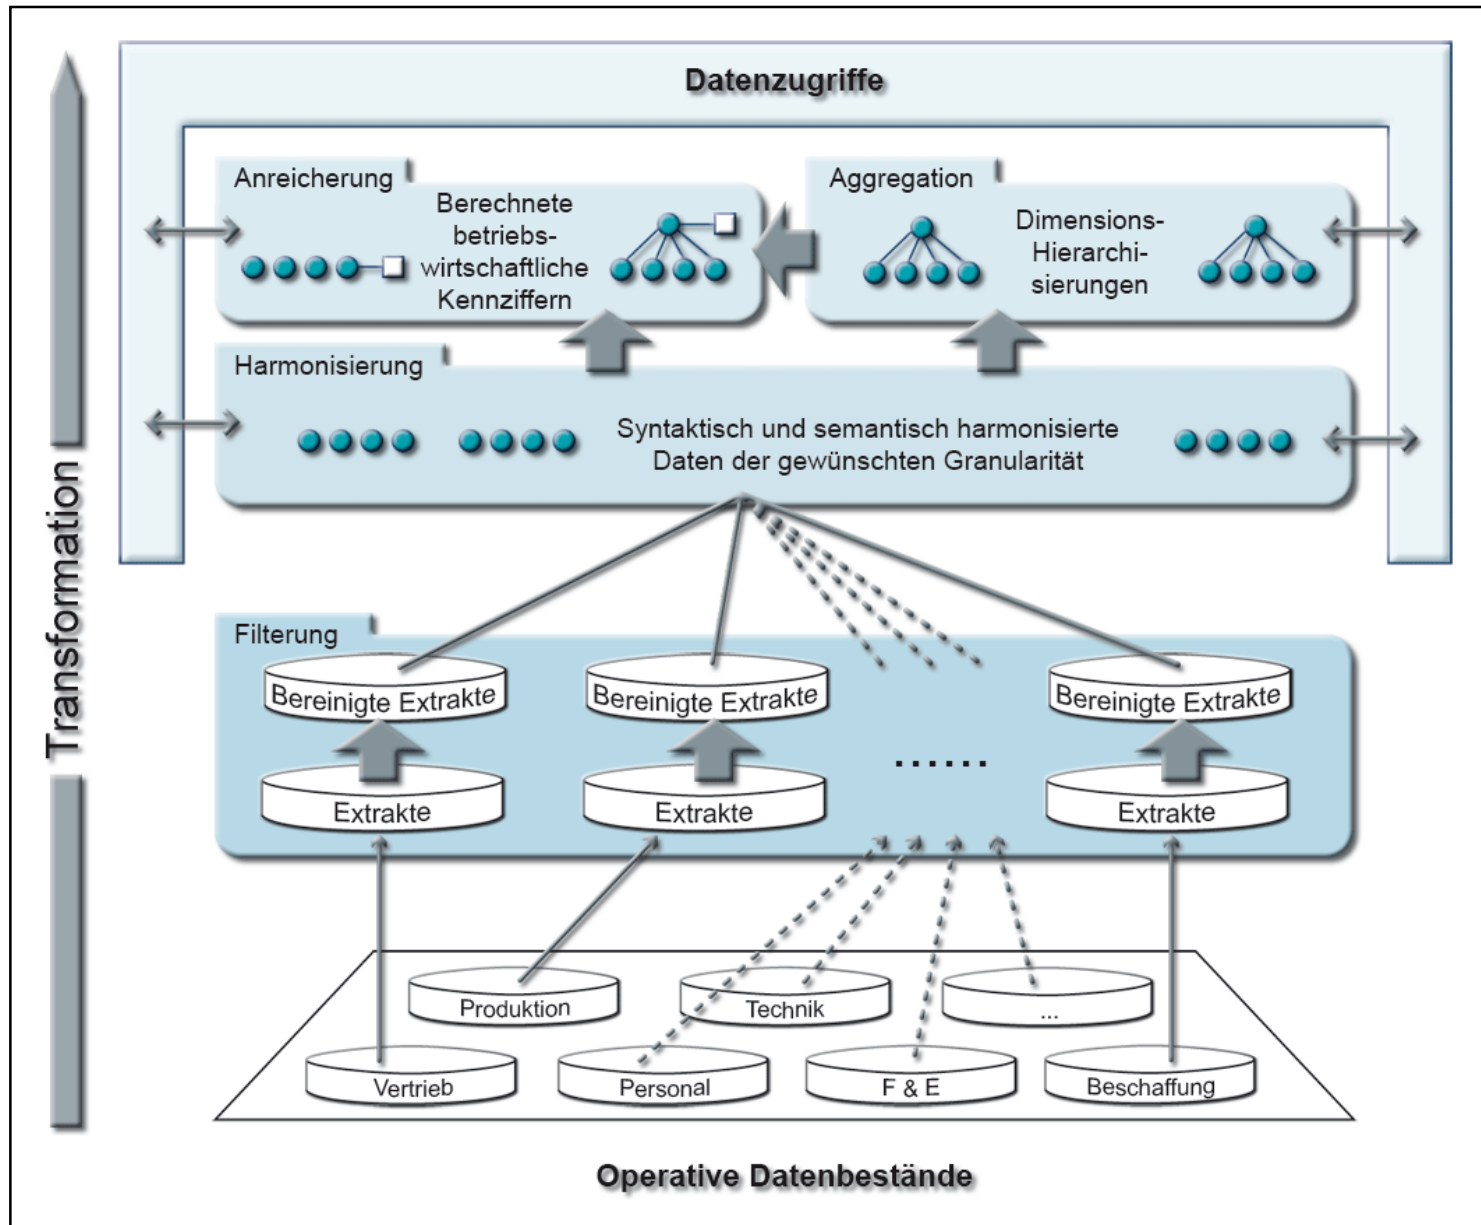 Datenzugriffe
Anreicherung
Berechnete
betriebs-
wirtschaftliche
Kennziffern
Aggregation
Dimensions-
Hierarchi-
sierungen
Harmonisierung
Syntaktisch und semantisch harmonisierte
Daten der gewünschten Granularität
Transformation
Filterung
Bereinigte Extrakte
Bereinigte Extrakte
Bereinigte Extrakte
......
Extrakte
Extrakte
Extrakte
Produktion
Technik
...
Vertrieb
Personal
F & E
Beschaffung
Operative Datenbestände